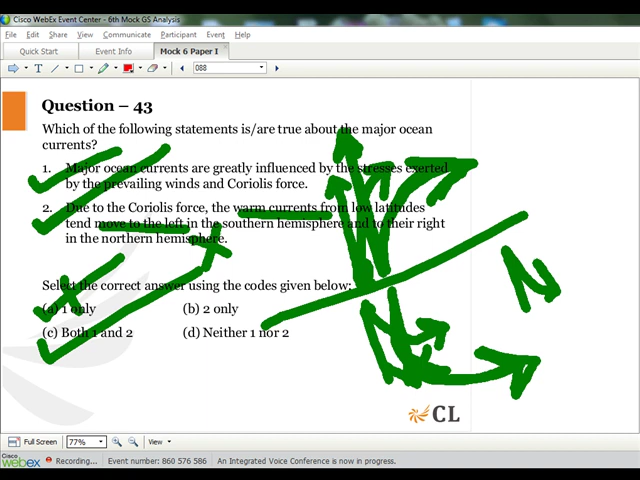 Cisco WebEx Event Center - 6th Mock GS Analysis
File Edit Share View Communicate Participant Event Help
Quick Start Event Info Mock 6 Paper I
T 088
Question – 43
Which of the following statements is/are true about the major ocean
currents?
1. Major ocean currents are greatly influenced by the stresses exerted
by the prevailing winds and Coriolis force.
2. Due to the Coriolis force, the warm currents from low latitudes
tend move to the left in the southern hemisphere and to their right
in the northern hemisphere.
Select the correct answer using the codes given below:
(a) 1 only (b) 2 only
(c) Both 1 and 2 (d) Neither 1 nor 2
CL
Full Screen 77% View
Cisco
webex Recording... Event number: 860 576 586 An Integrated Voice Conference is now in progress.